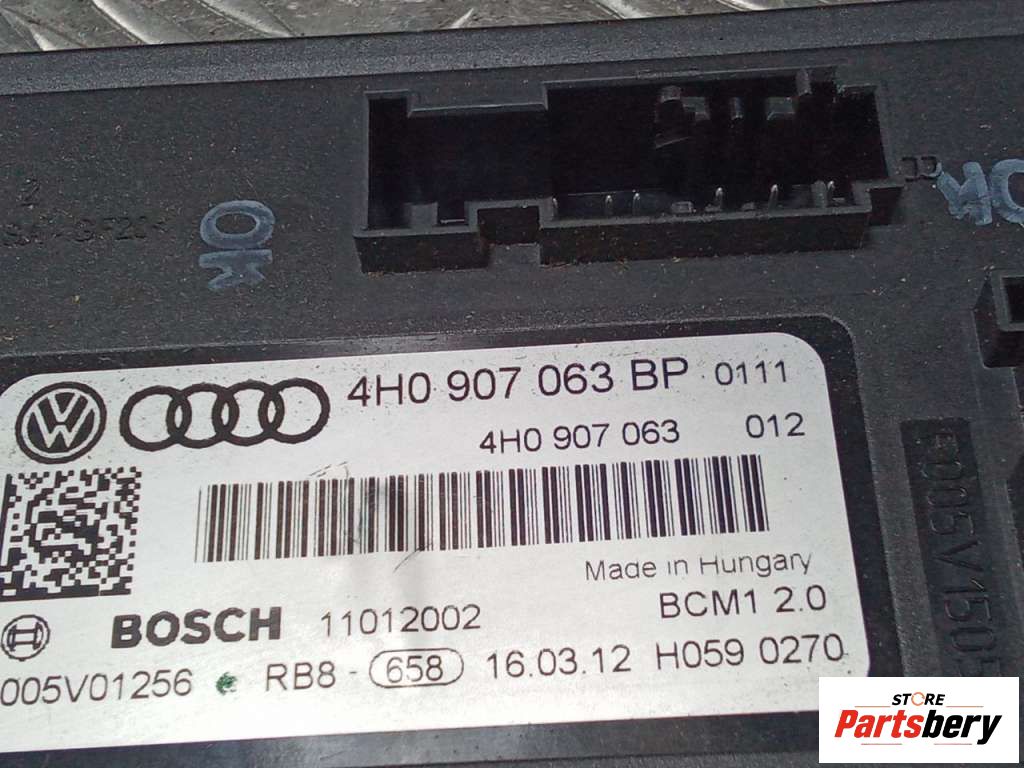 OK
OK
B
4H0 907 063 BP 0111
4H0 907 063 012
Made in Hungary
BOSCH 11012002
BCM1 2.0
005V01256 RB8 - 658 16.03.12 H059 0270
STORE
Partsbery